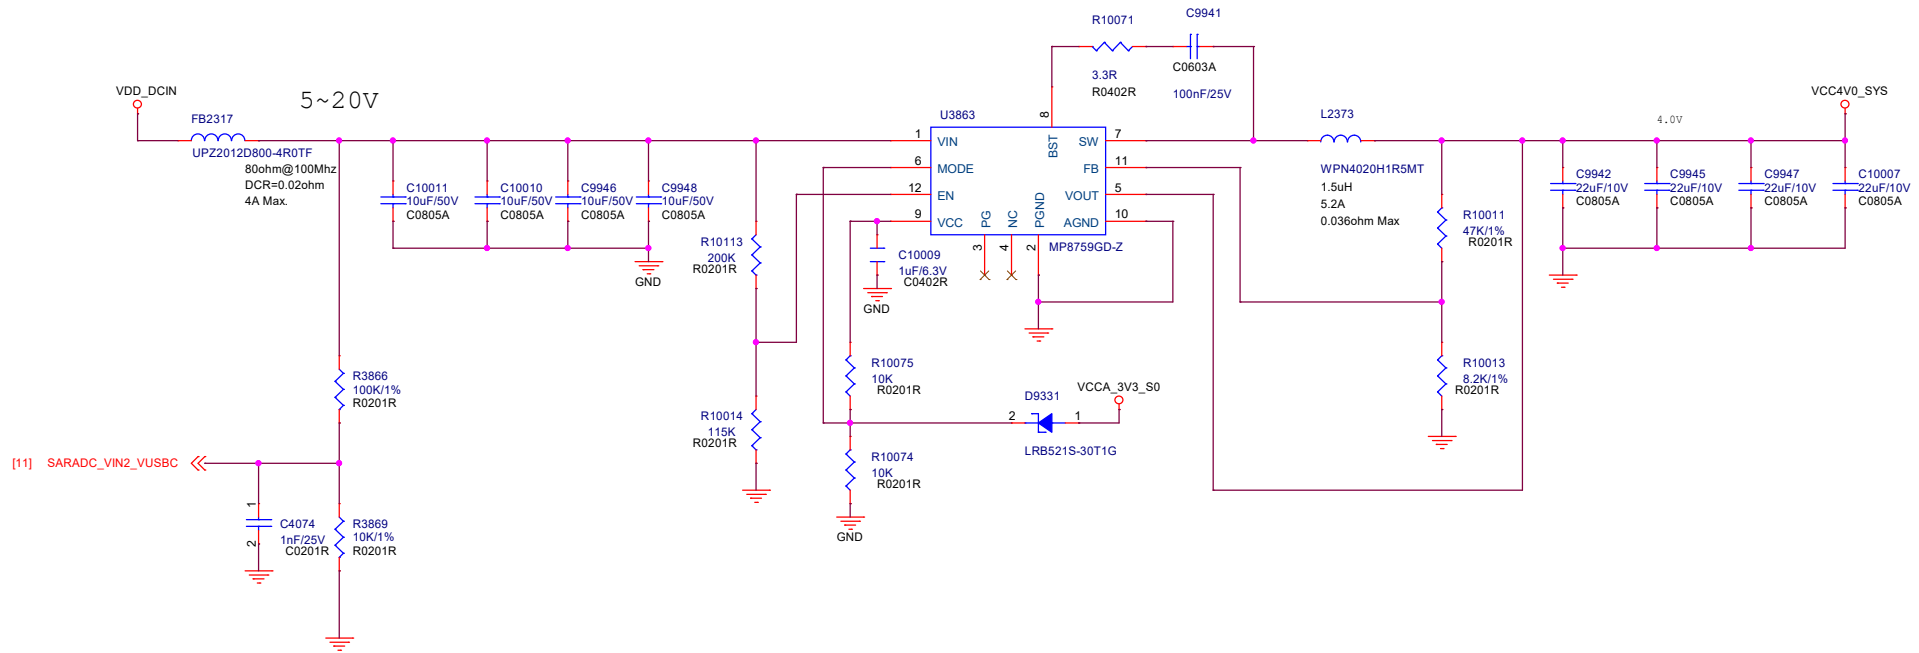 VDD_DCIN
5~20V
FB2317
UPZ2012D800-4R0TF
80ohm@100Mhz
DCR=0.02ohm
4A Max.
C10011
10uF/50V
C0805A
C10010
10uF/50V
C0805A
C9946
10uF/50V
C0805A
C9948
10uF/50V
C0805A
GND
R10113
200K
R0201R
R10014
115K
R0201R
R3866
100K/1%
R0201R
[11] SARADC_VIN2_VUSBC
1
2
C4074
1nF/25V
C0201R
R3869
10K/1%
R0201R
R10071
3.3R
R0402R
C9941
C0603A
100nF/25V
U3863
1 VIN
6 MODE
12 EN
9 VCC
8 BST
SW 7
FB 11
VOUT 5
AGND 10
PG 3
NC 4
PGND 2
MP8759GD-Z
C10009
1uF/6.3V
C0402R
GND
R10075
10K
R0201R
R10074
10K
R0201R
GND
D9331
2
1
LRB521S-30T1G
VCCA_3V3_S0
L2373
WPN4020H1R5MT
1.5uH
5.2A
0.036ohm Max
R10011
47K/1%
R0201R
R10013
8.2K/1%
R0201R
VCC4V0_SYS
4.0V
C9942
22uF/10V
C0805A
C9945
22uF/10V
C0805A
C9947
22uF/10V
C0805A
C10007
22uF/10V
C0805A